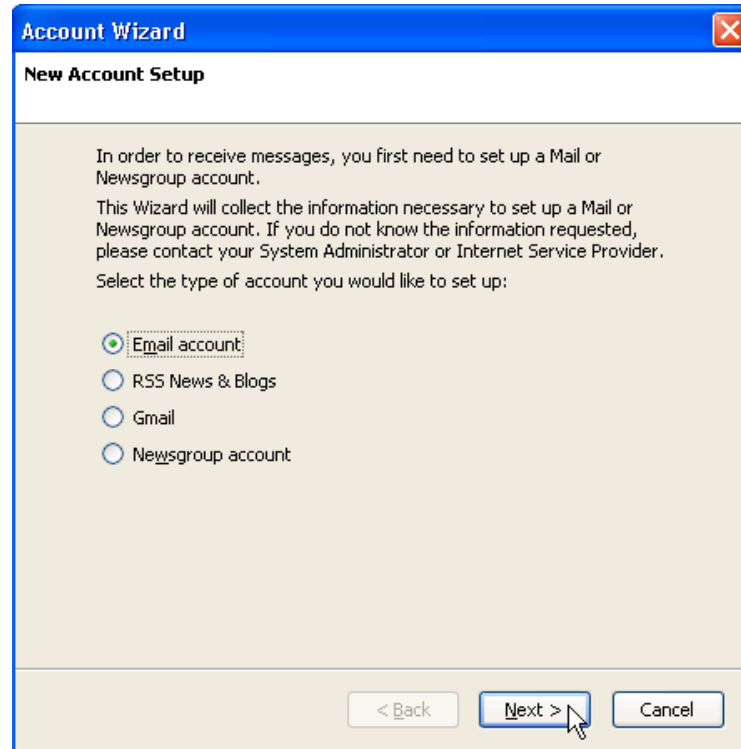 Account Wizard
New Account Setup
In order to receive messages, you first need to set up a Mail or
Newsgroup account.
This Wizard will collect the information necessary to set up a Mail or
Newsgroup account. If you do not know the information requested,
please contact your System Administrator or Internet Service Provider.
Select the type of account you would like to set up:
Email account
RSS News & Blogs
Gmail
Newsgroup account
< Back
Next >
Cancel